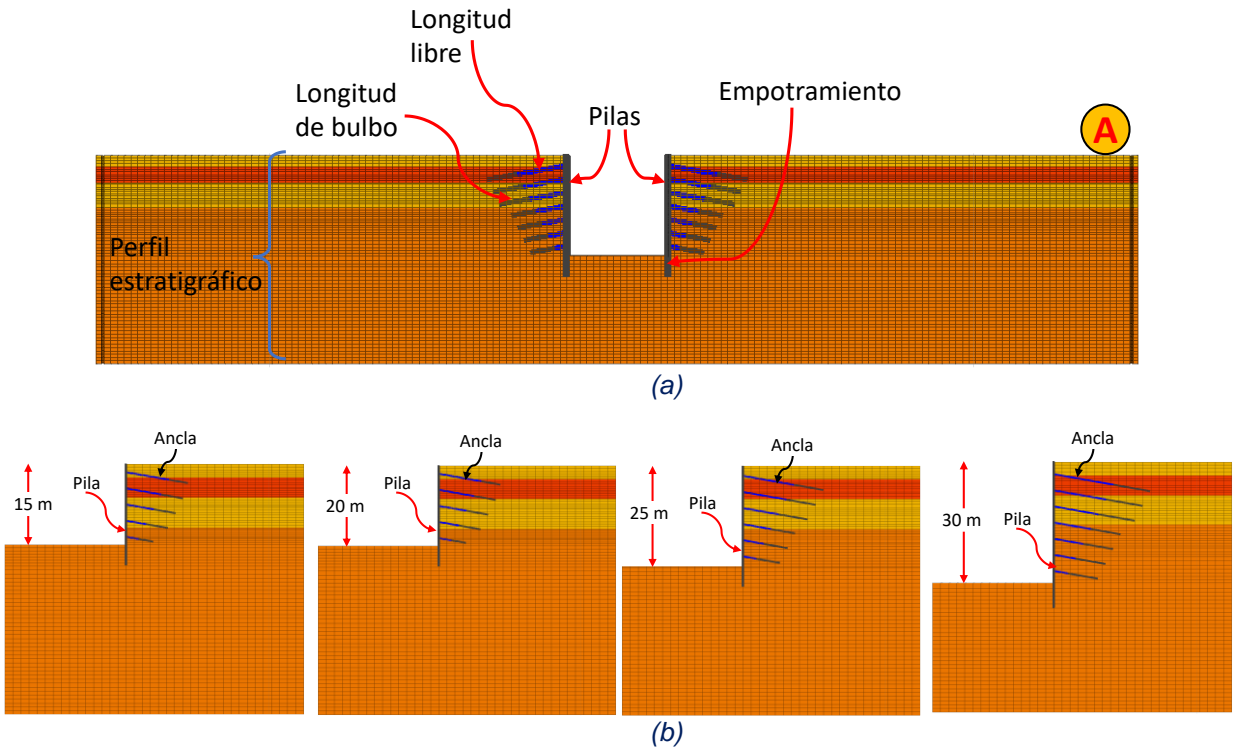 Longitud
libre
Longitud
de bulbo
Pilas
Empotramiento
A
Perfil
estratigráfico
(a)
Ancla
Pila
15 m
Ancla
Pila
20 m
Ancla
Pila
25 m
Ancla
Pila
30 m
(b)